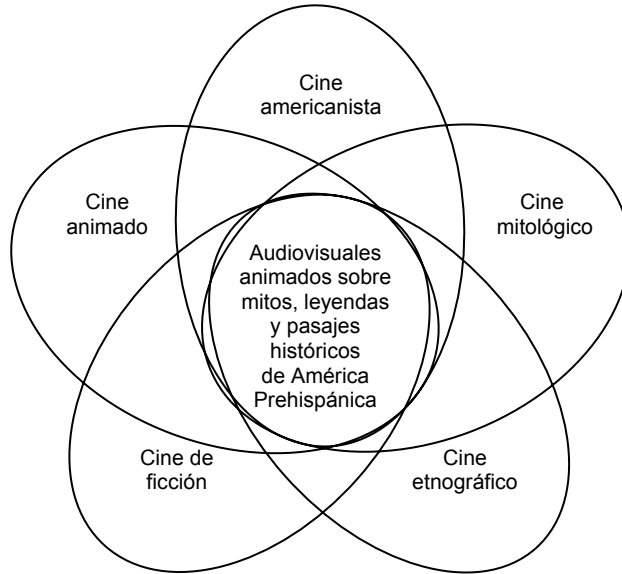 Cine
americanista
Cine
animado
Cine
mitológico
Audiovisuales
animados sobre
mitos, leyendas
y pasajes
históricos
de América
Prehispánica
Cine de
ficción
Cine
etnográfico